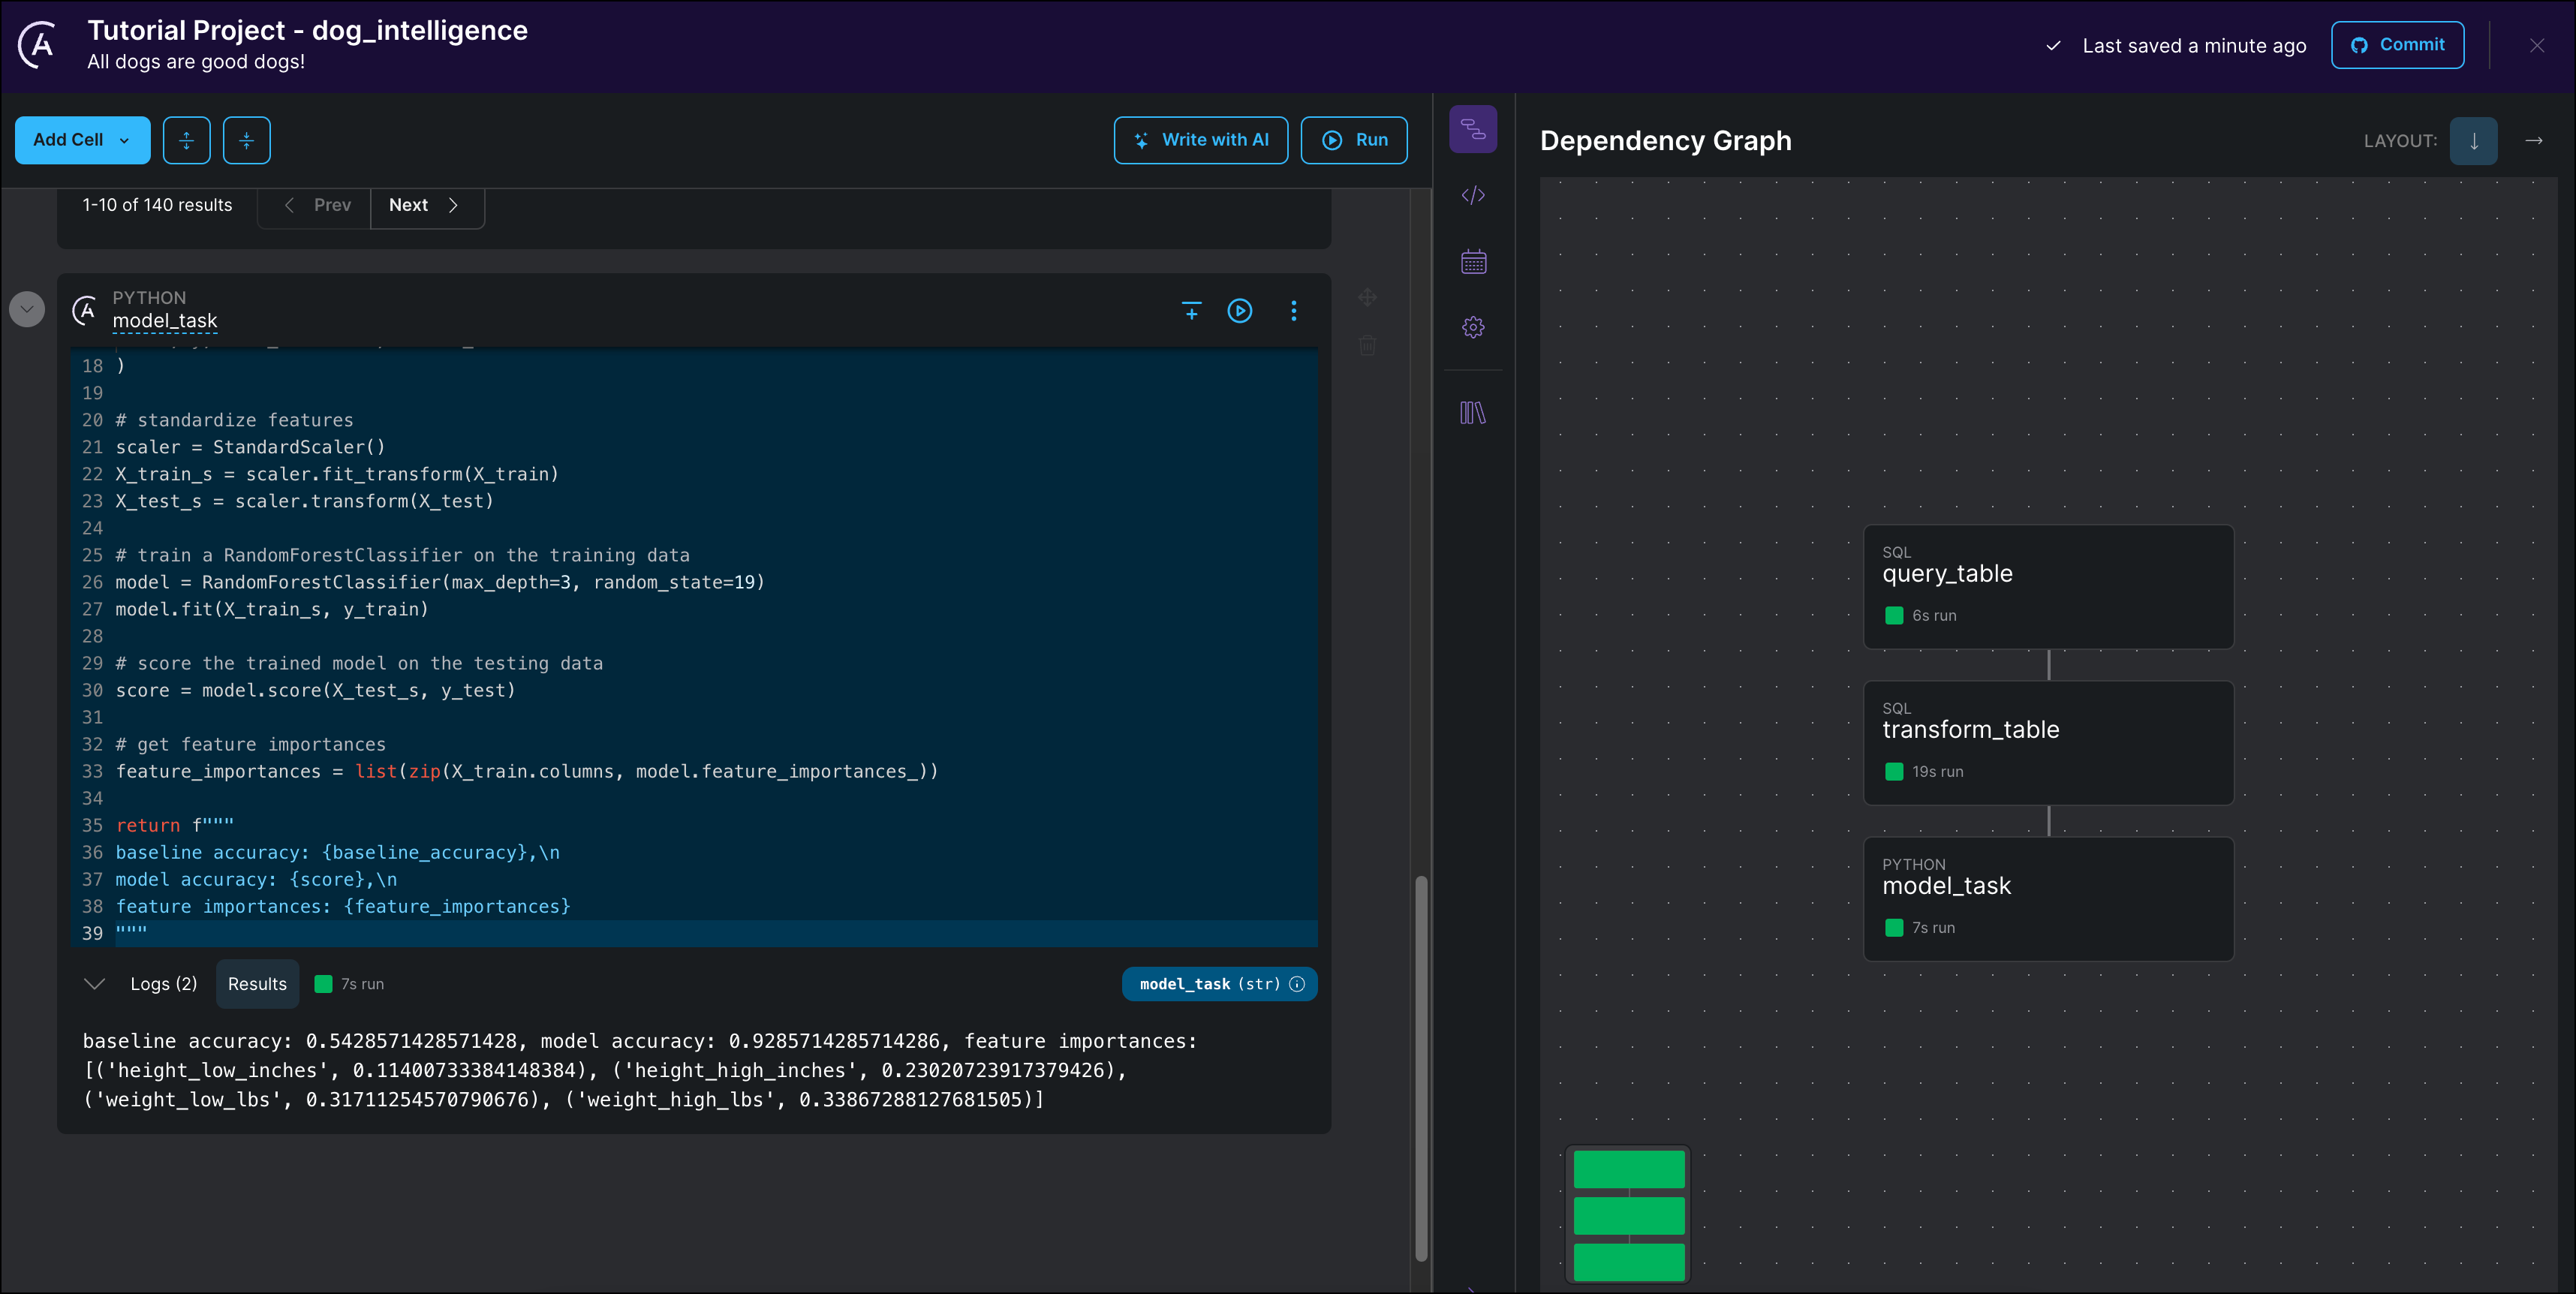 Tutorial Project - dog_intelligence
All dogs are good dogs!
Last saved a minute ago
Commit
Add Cell
Write with AI
Run
1-10 of 140 results
Prev
Next
PYTHON
model_task
18 )
19
20 # standardize features
21 scaler = StandardScaler()
22 X_train_s = scaler.fit_transform(X_train)
23 X_test_s = scaler.transform(X_test)
24
25 # train a RandomForestClassifier on the training data
26 model = RandomForestClassifier(max_depth=3, random_state=19)
27 model.fit(X_train_s, y_train)
28
29 # score the trained model on the testing data
30 score = model.score(X_test_s, y_test)
31
32 # get feature importances
33 feature_importances = list(zip(X_train.columns, model.feature_importances_))
34
35 return f"""
36 baseline accuracy: {baseline_accuracy},\n
37 model accuracy: {score},\n
38 feature importances: {feature_importances}
39 """
Logs (2)
Results
7s run
model_task (str)
baseline accuracy: 0.5428571428571428, model accuracy: 0.9285714285714286, feature importances:
[('height_low_inches', 0.11400733384148384), ('height_high_inches', 0.23020723917379426),
('weight_low_lbs', 0.31711254570790676), ('weight_high_lbs', 0.33867288127681505)]
Dependency Graph
LAYOUT:
SQL
query_table
6s run
SQL
transform_table
19s run
PYTHON
model_task
7s run